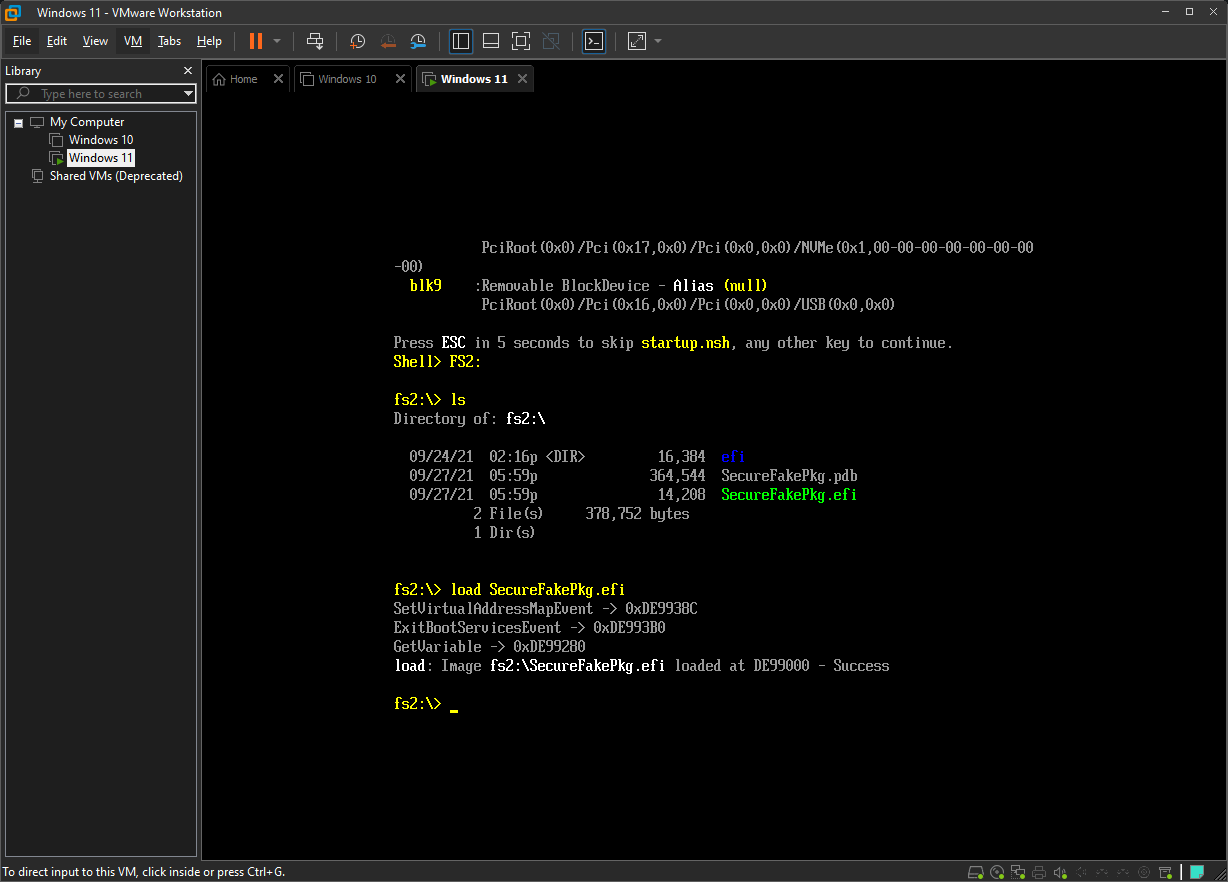 Windows 11 - VMware Workstation
File Edit View VM Tabs Help
Library
Type here to search
My Computer
Windows 10
Windows 11
Shared VMs (Deprecated)
Home Windows 10 Windows 11
PciRoot(0x0)/Pci(0x17,0x0)/Pci(0x0,0x0)/NVMe(0x1,00-00-00-00-00-00-00
-00)
blk9 :Removable BlockDevice - Alias (null)
PciRoot(0x0)/Pci(0x16,0x0)/Pci(0x0,0x0)/USB(0x0,0x0)
Press ESC in 5 seconds to skip startup.nsh, any other key to continue.
Shell> FS2:
fs2:\> ls
Directory of: fs2:\
09/24/21 02:16p <DIR> 16,384 efi
09/27/21 05:59p 364,544 SecureFakePkg.pdb
09/27/21 05:59p 14,208 SecureFakePkg.efi
2 File(s) 378,752 bytes
1 Dir(s)
fs2:\> load SecureFakePkg.efi
SetVirtualAddressMapEvent -> 0xDE9938C
ExitBootServicesEvent -> 0xDE993B0
GetVariable -> 0xDE99280
load: Image fs2:\SecureFakePkg.efi loaded at DE99000 - Success
fs2:\> _
To direct input to this VM, click inside or press Ctrl+G.